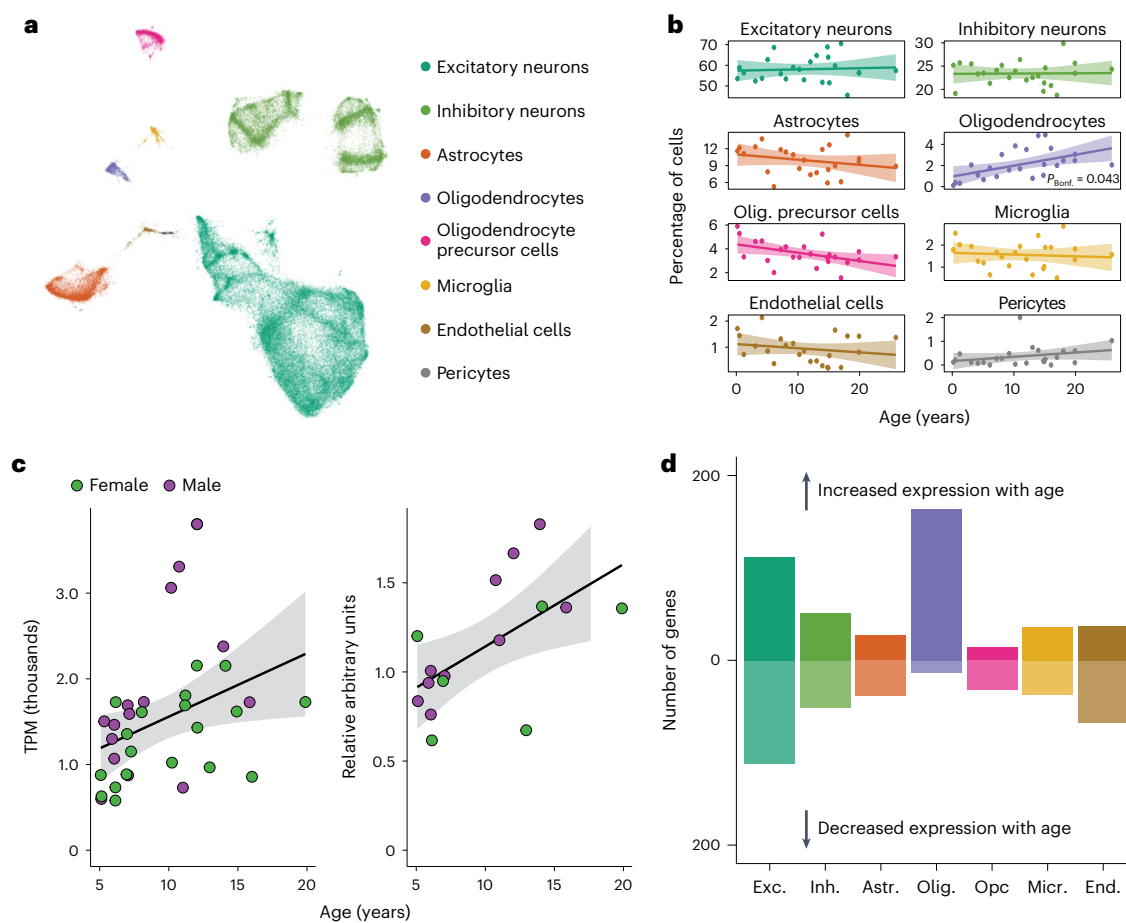 a
Excitatory neurons
Inhibitory neurons
Astrocytes
Oligodendrocytes
Oligodendrocyte
precursor cells
Microglia
Endothelial cells
Pericytes
b
Percentage of cells
Excitatory neurons
70
60
50
Inhibitory neurons
30
25
20
Astrocytes
12
9
6
Oligodendrocytes
4
2
0
P Bonf. = 0.043
Olig. precursor cells
6
4
2
Microglia
2
1
Endothelial cells
2
1
0 10 20
Pericytes
2
1
0
0 10 20
Age (years)
c
Female Male
TPM (thousands)
3.0
2.0
1.0
0
5 10 15 20
Relative arbitrary units
1.5
1.0
0.5
0
5 10 15 20
Age (years)
d
Number of genes
200
0
200
Increased expression with age
Decreased expression with age
Exc. Inh. Astr. Olig. Opc Micr. End.